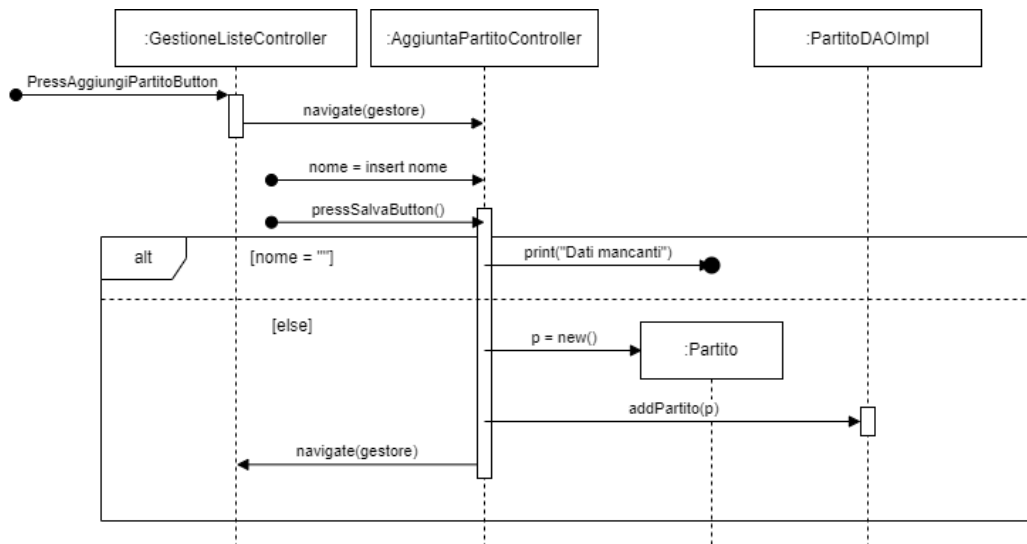 :GestioneListeController
:AggiuntaPartitoController
:PartitoDAOImpl
PressAggiungiPartitoButton
navigate(gestore)
nome = insert nome
pressSalvaButton()
alt
[nome = ""]
print("Dati mancanti")
[else]
p = new()
:Partito
addPartito(p)
navigate(gestore)